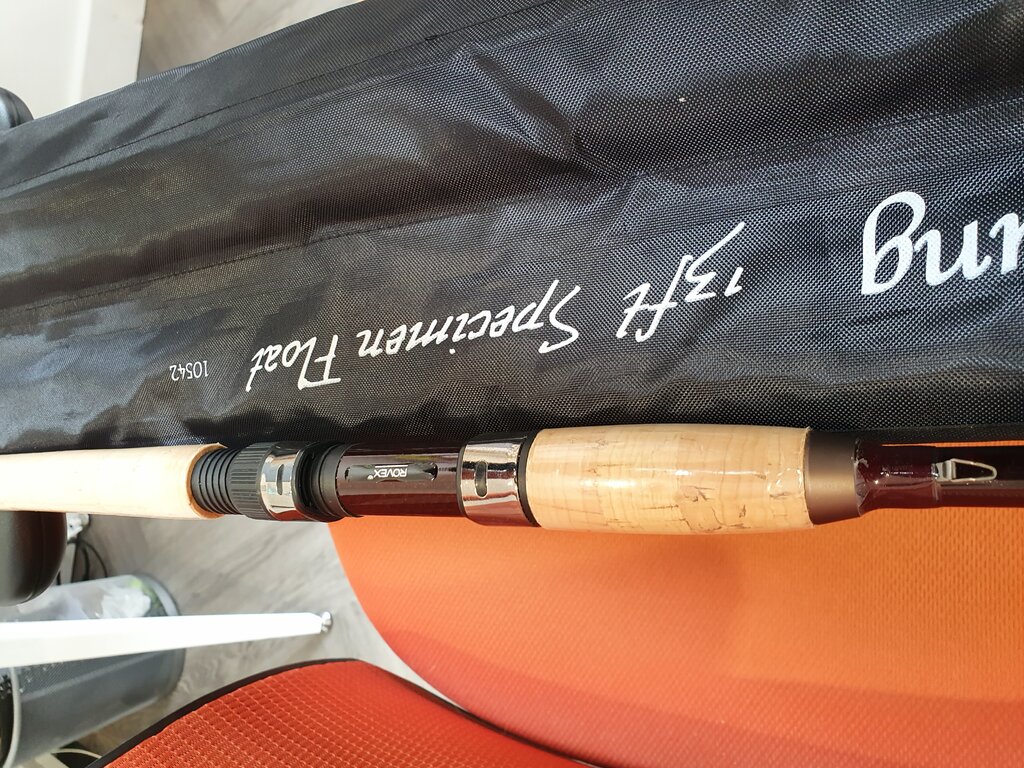 13ft Specimen Float
10542
ROVEX